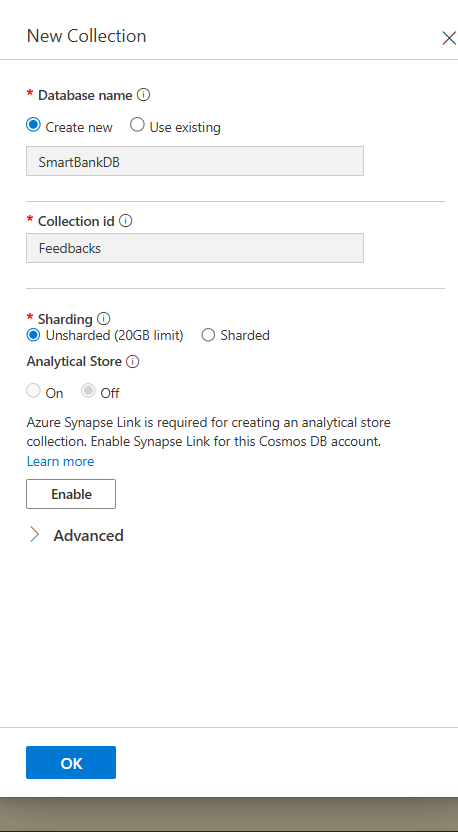 New Collection
* Database name
Create new Use existing
SmartBankDB
* Collection id
Feedbacks
* Sharding
Unsharded (20GB limit) Sharded
Analytical Store
On Off
Azure Synapse Link is required for creating an analytical store
collection. Enable Synapse Link for this Cosmos DB account.
Learn more
Enable
Advanced
OK